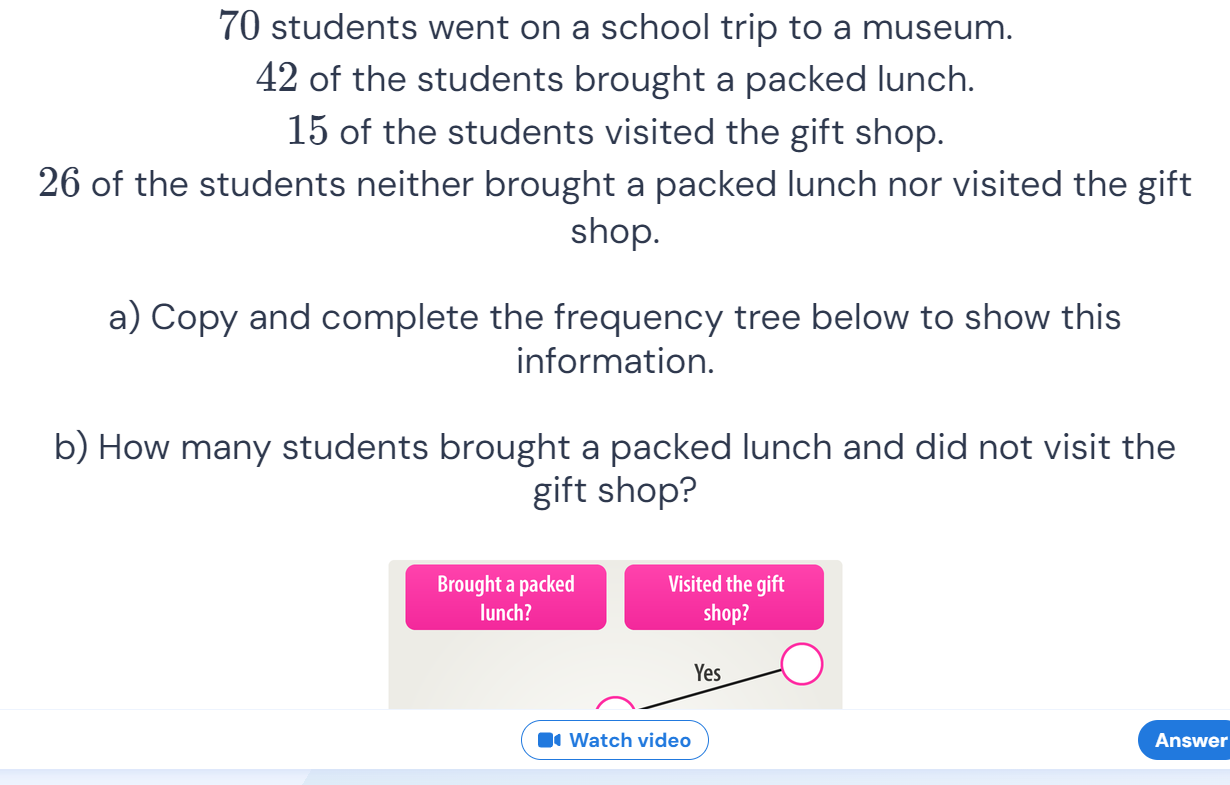 70 students went on a school trip to a museum.
42 of the students brought a packed lunch.
15 of the students visited the gift shop.
26 of the students neither brought a packed lunch nor visited the gift
shop.
a) Copy and complete the frequency tree below to show this
information.
b) How many students brought a packed lunch and did not visit the
gift shop?
Brought a packed
lunch?
Visited the gift
shop?
Yes
Watch video
Answer